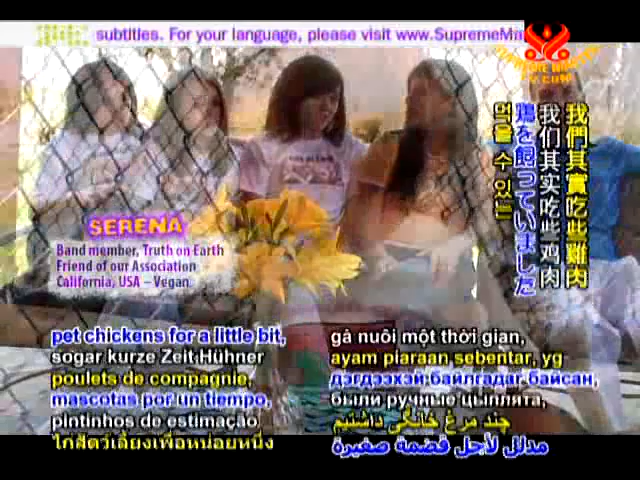 subtitles. For your language, please visit www.SupremeMa
SUPREME MASTER
TV.COM
我們其實吃些雞肉
我们其实吃些鸡肉
鶏を飼っていました
먹을 수 있는
SERENA
Band member, Truth on Earth
Friend of our Association
California, USA – Vegan
pet chickens for a little bit,
sogar kurze Zeit Hühner
poulets de compagnie,
mascotas por un tiempo,
pintinhos de estimação
ไก่สัตว์เลี้ยงเพื่อหน่อยหนึ่ง
gà nuôi một thời gian,
ayam piaraan sebentar, yg
дэгдээхэй байлгадаг байсан,
были ручные цыплята,
چند مرغ خانگی داشتیم
مدلل لأجل قضمة صغيرة